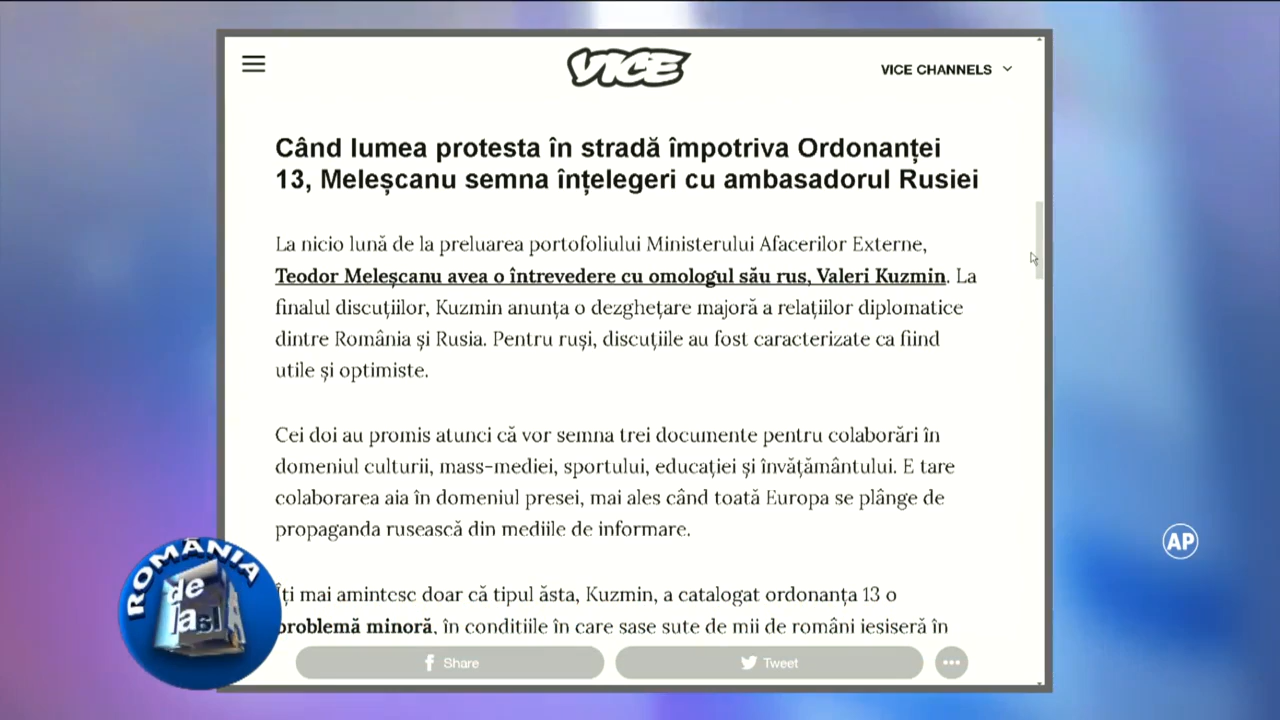 VICE
VICE CHANNELS
Când lumea protesta în stradă împotriva Ordonanței
13, Meleșcanu semna înțelegeri cu ambasadorul Rusiei
La nicio lună de la preluarea portofoliului Ministerului Afacerilor Externe,
Teodor Meleșcanu avea o întrevedere cu omologul său rus, Valeri Kuzmin. La
finalul discuțiilor, Kuzmin anunța o dezghețare majoră a relațiilor diplomatice
dintre România și Rusia. Pentru ruși, discuțiile au fost caracterizate ca fiind
utile și optimiste.
Cei doi au promis atunci că vor semna trei documente pentru colaborări în
domeniul culturii, mass-mediei, sportului, educației și învățământului. E tare
colaborarea aia în domeniul presei, mai ales când toată Europa se plânge de
propaganda rusească din mediile de informare.
Îți mai amintesc doar că tipul ăsta, Kuzmin, a catalogat ordonanța 13 o
problemă minoră, în condițiile în care șase sute de mii de români ieșiseră în
Share
Tweet
AP
ROMÂNIA
de
la
A